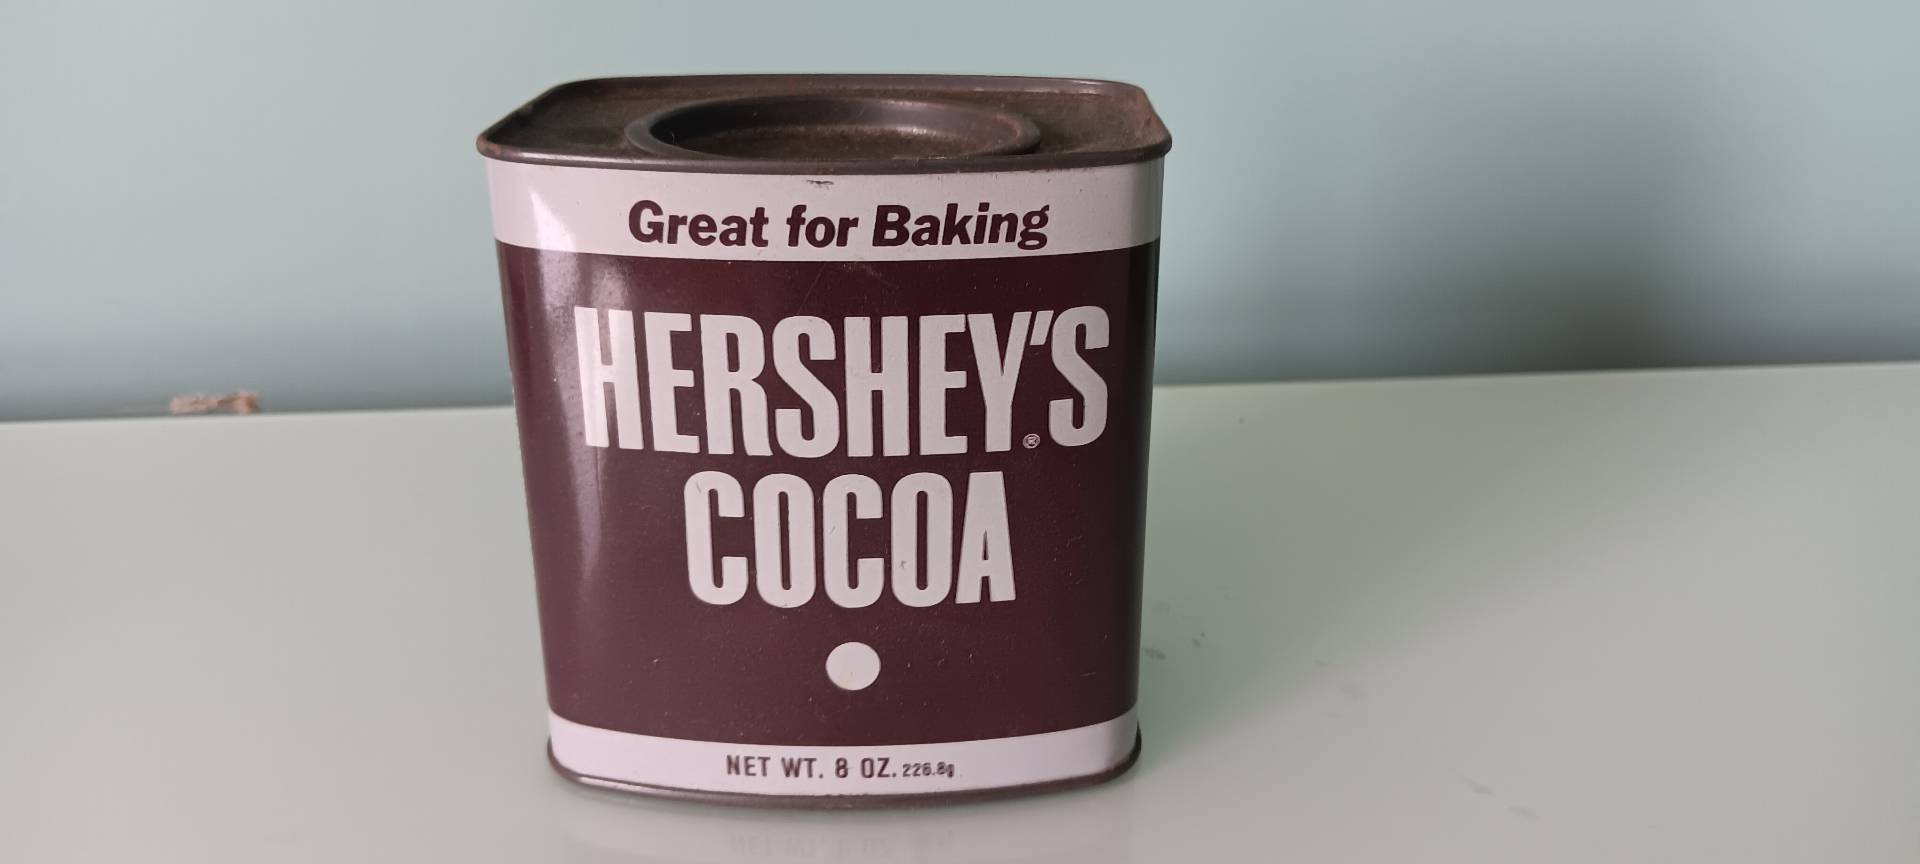 Great for Baking
HERSHEY'S®
COCOA
NET WT. 8 OZ. 226.8g